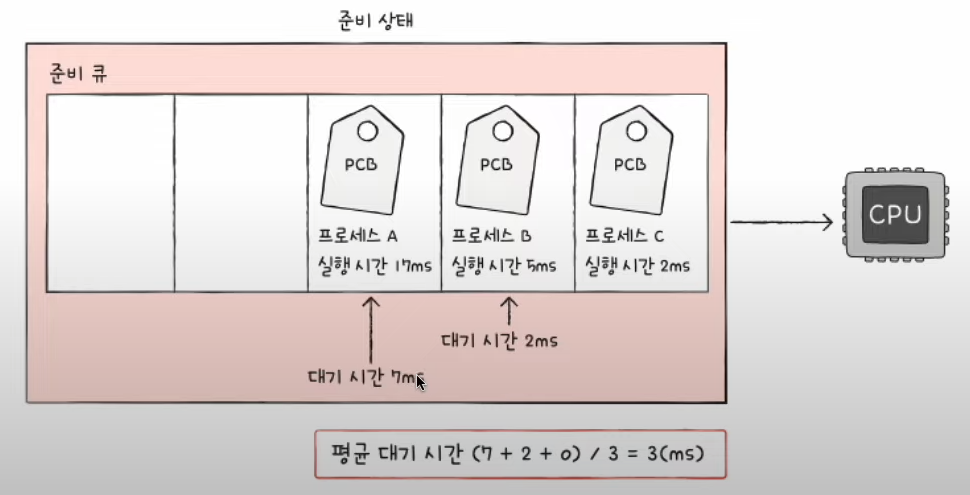 준비 상태
준비 큐
PCB
PCB
PCB
프로세스 A
실행 시간 17ms
프로세스 B
실행 시간 5ms
프로세스 C
실행 시간 2ms
CPU
대기 시간 2ms
대기 시간 7ms
평균 대기 시간 (7 + 2 + 0) / 3 = 3(ms)